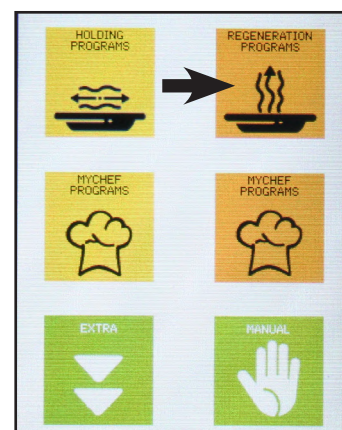 HOLDING
PROGRAMS
REGENERATION
PROGRAMS
MYCHEF
PROGRAMS
MYCHEF
PROGRAMS
EXTRA
MANUAL